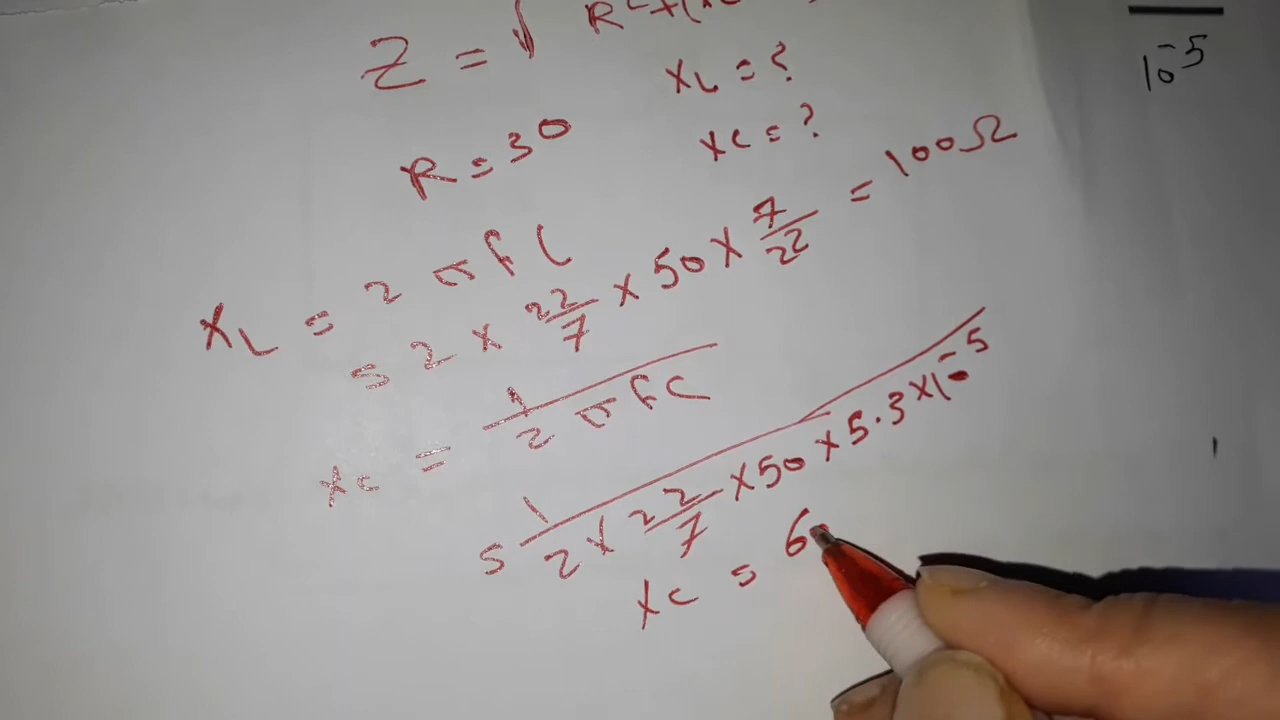 Z = √ R² + (X
XL = ?
10⁻⁵
R = 30
XC = ?
XL = 2 π f L
= 2 × 22/7 × 50 × 7/22 = 100Ω
XC = 1/2 π f C
= 1/2 × 22/7 × 50 × 5.3 × 10⁻⁵
XC = 6